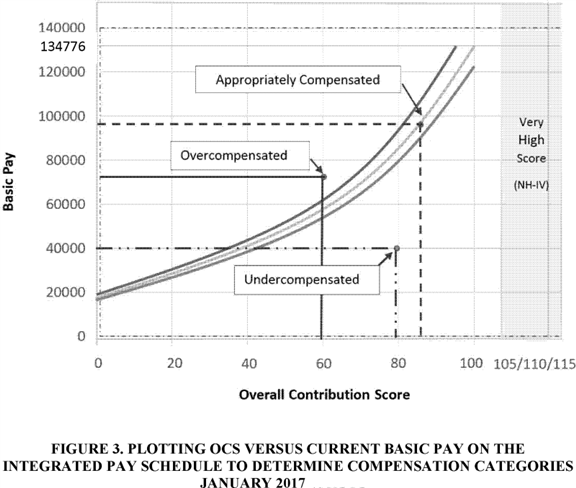 140000
134776
120000
Appropriately Compensated
100000
Very
High
Score
(NH-IV)
Overcompensated
80000
Basic Pay
60000
40000
Undercompensated
20000
0
0 20 40 60 80 100 105/110/115
Overall Contribution Score
FIGURE 3. PLOTTING OCS VERSUS CURRENT BASIC PAY ON THE
INTEGRATED PAY SCHEDULE TO DETERMINE COMPENSATION CATEGORIES
JANUARY 2017